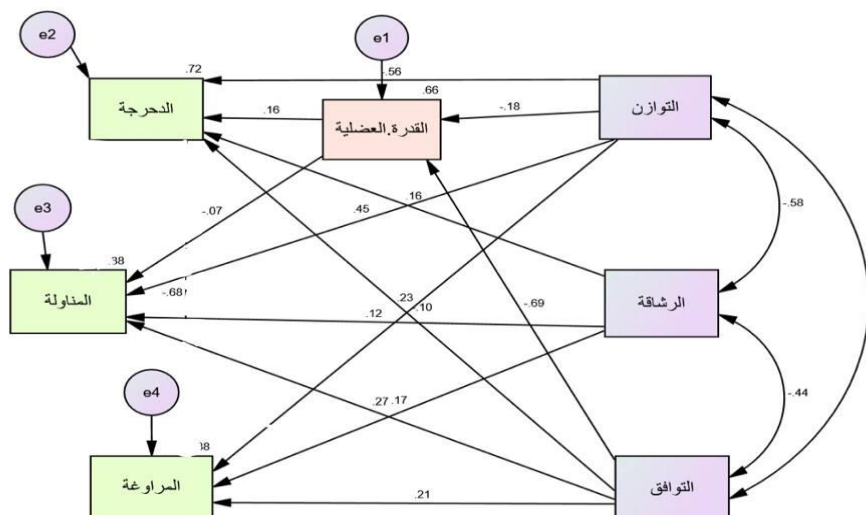 e2
e1
.72
-.56
.66
الدحرجة
.16
القدرة.العضلية
-.18
التوازن
e3
-.07
.45
.16
-.58
.38
المناولة
-.68
.23
.10
-.69
الرشاقة
.12
e4
.27
.17
-.44
.38
المراوغة
.21
التوافق